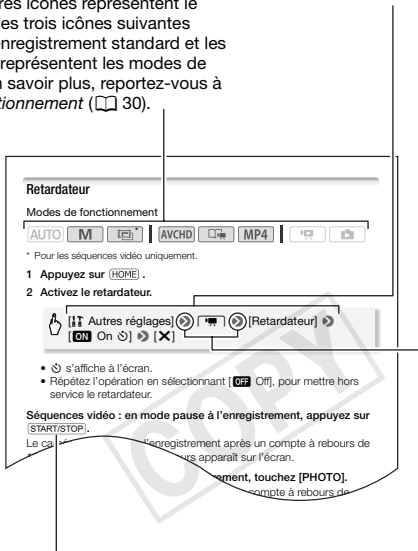 res icônes représentent le
es trois icônes suivantes
enregistrement standard et les
représentent les modes de
n savoir plus, reportez-vous à
tionnement (30).
Retardateur
Modes de fonctionnement
AUTO M * AVCHD MP4
* Pour les séquences vidéo uniquement.
1 Appuyez sur HOME.
2 Activez le retardateur.
[Autres réglages] [Retardateur]
[ON On] [X]
• s'affiche à l'écran.
• Répétez l'opération en sélectionnant [OFF Off], pour mettre hors
service le retardateur.
Séquences vidéo : en mode pause à l'enregistrement, appuyez sur
START/STOP.
Le l'enregistrement après un compte à rebours de
apparaît sur l'écran.
ement, touchez [PHOTO].
compte à rebours de
COPY